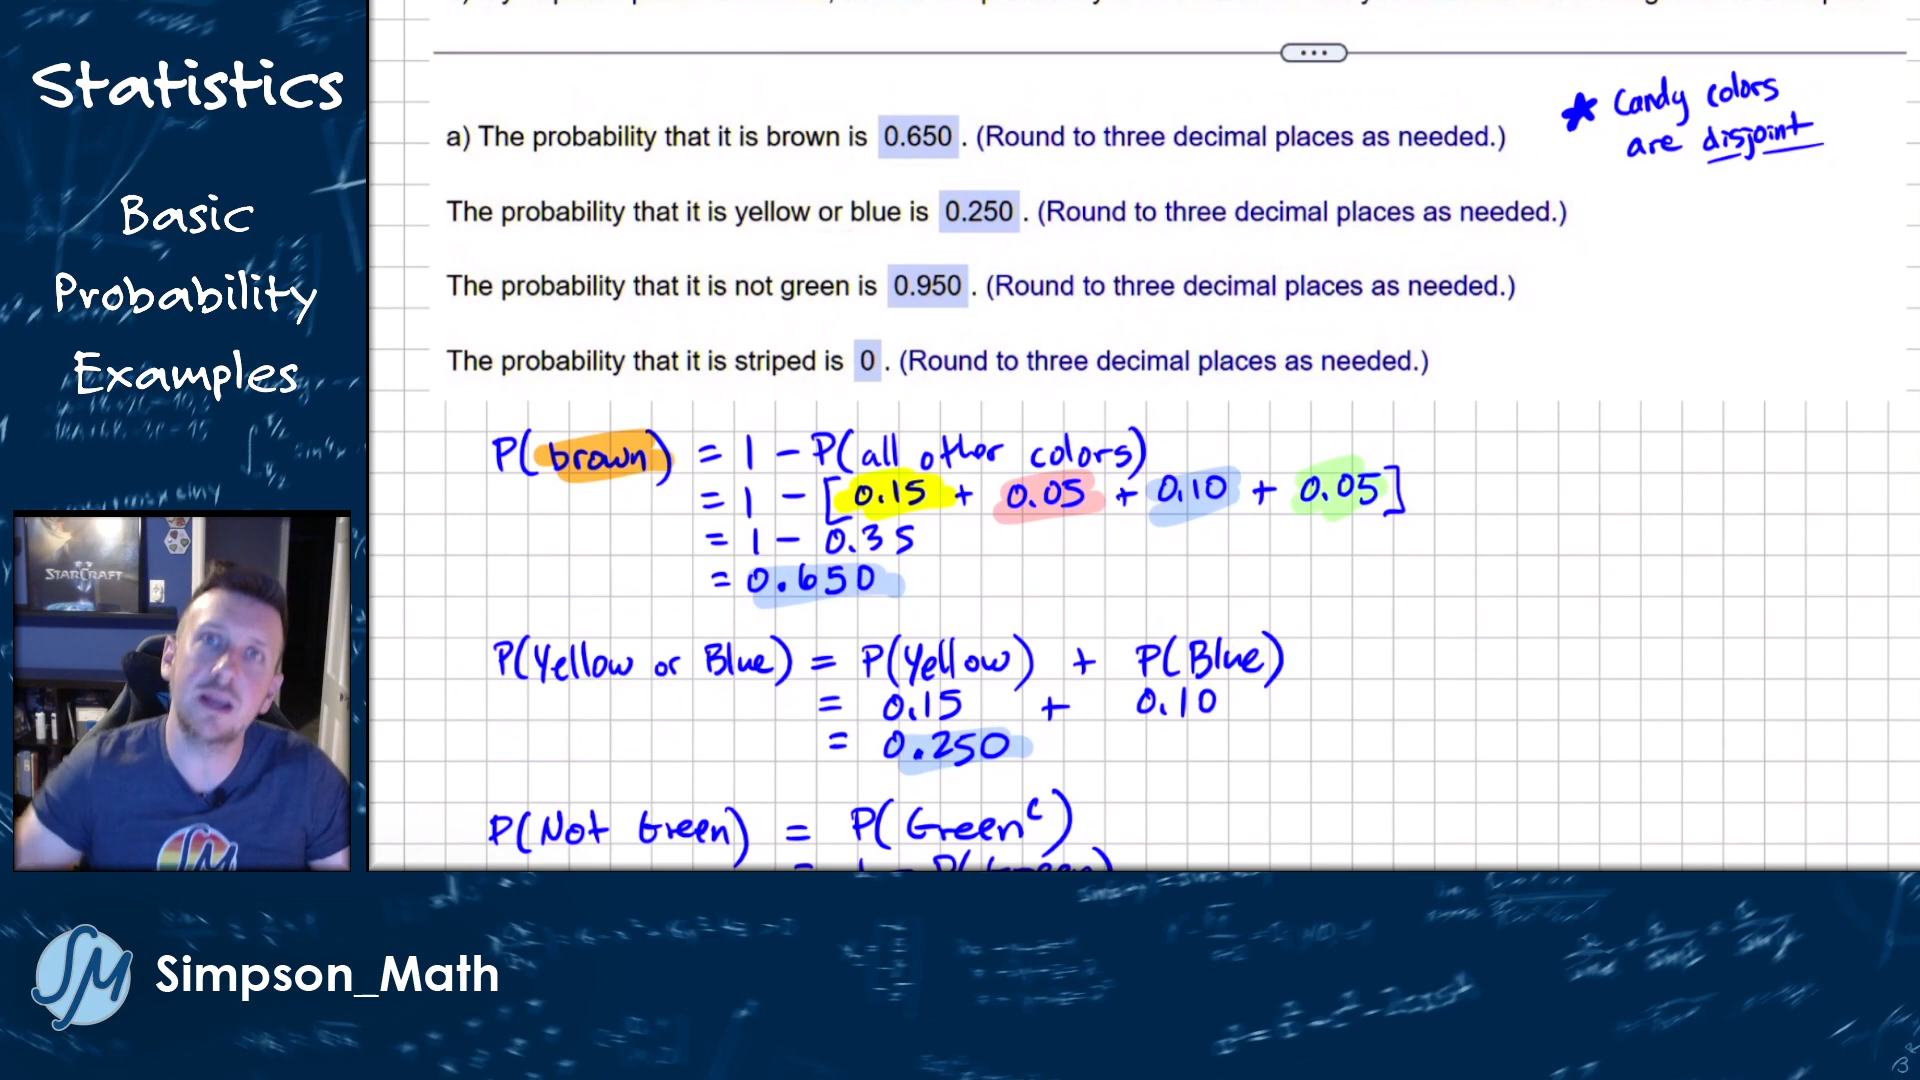 Statistics
Basic
Probability
Examples
a) The probability that it is brown is 0.650 . (Round to three decimal places as needed.)
★ Candy colors
are disjoint
The probability that it is yellow or blue is 0.250 . (Round to three decimal places as needed.)
The probability that it is not green is 0.950 . (Round to three decimal places as needed.)
The probability that it is striped is 0 . (Round to three decimal places as needed.)
P(brown) = 1 - P(all other colors)
= 1 - [0.15 + 0.05 + 0.10 + 0.05]
= 1 - 0.35
= 0.650
P(Yellow or Blue) = P(Yellow) + P(Blue)
= 0.15 + 0.10
= 0.250
P(Not Green) = P(Greenᶜ)
STARCRAFT
SM
SM
Simpson_Math